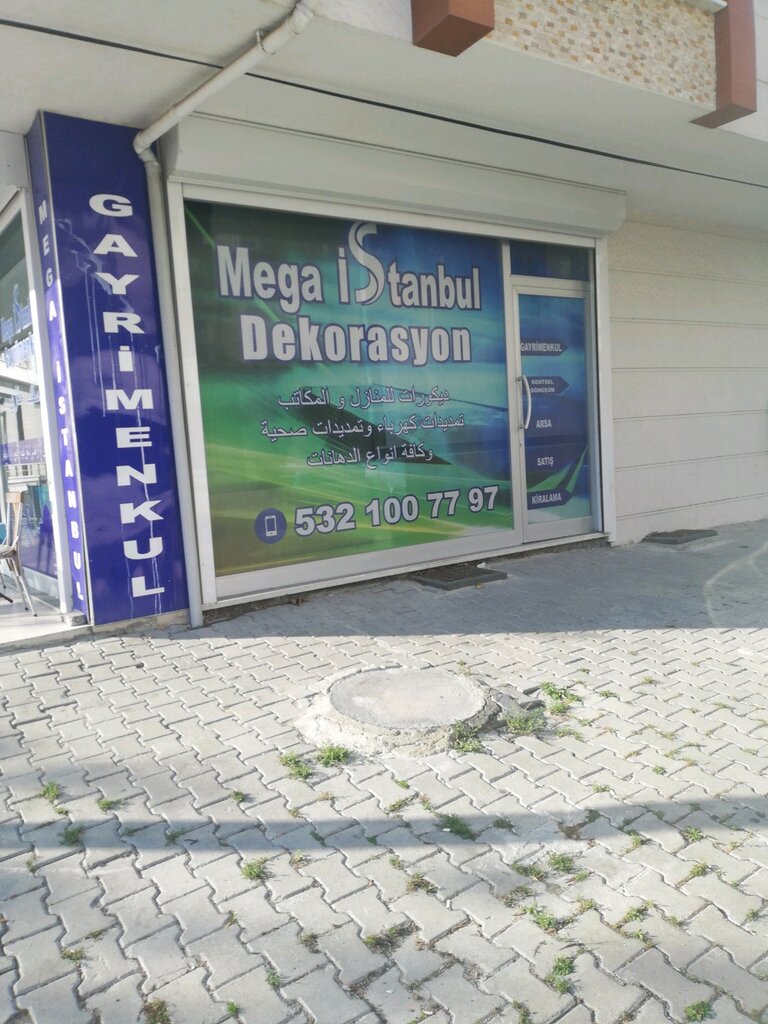 GAYRİMENKUL
MEGA İSTANBUL
Mega İStanbul
Dekorasyon
ديكورات للمنازل و المكاتب
تمديدات كهرباء وتمديدات صحية
وكافة انواع الدهانات
532 100 77 97
GAYRİMENKUL
KENTSEL
DÖNÜŞÜM
ARSA
SATIŞ
KİRALAMA